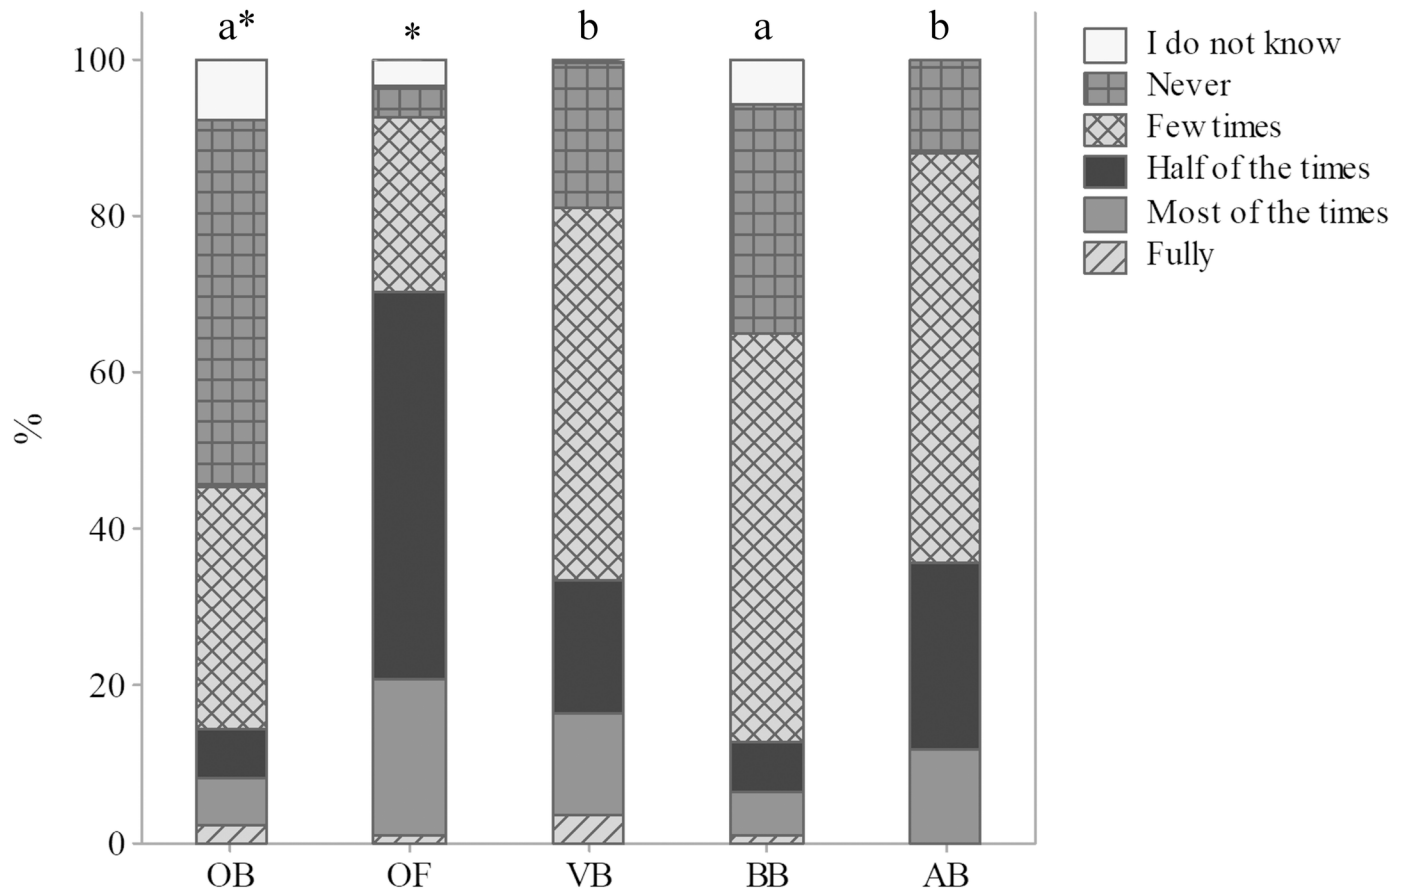 a* * b a b
100
80
60
40
20
0
%
OB OF VB BB AB
I do not know
Never
Few times
Half of the times
Most of the times
Fully